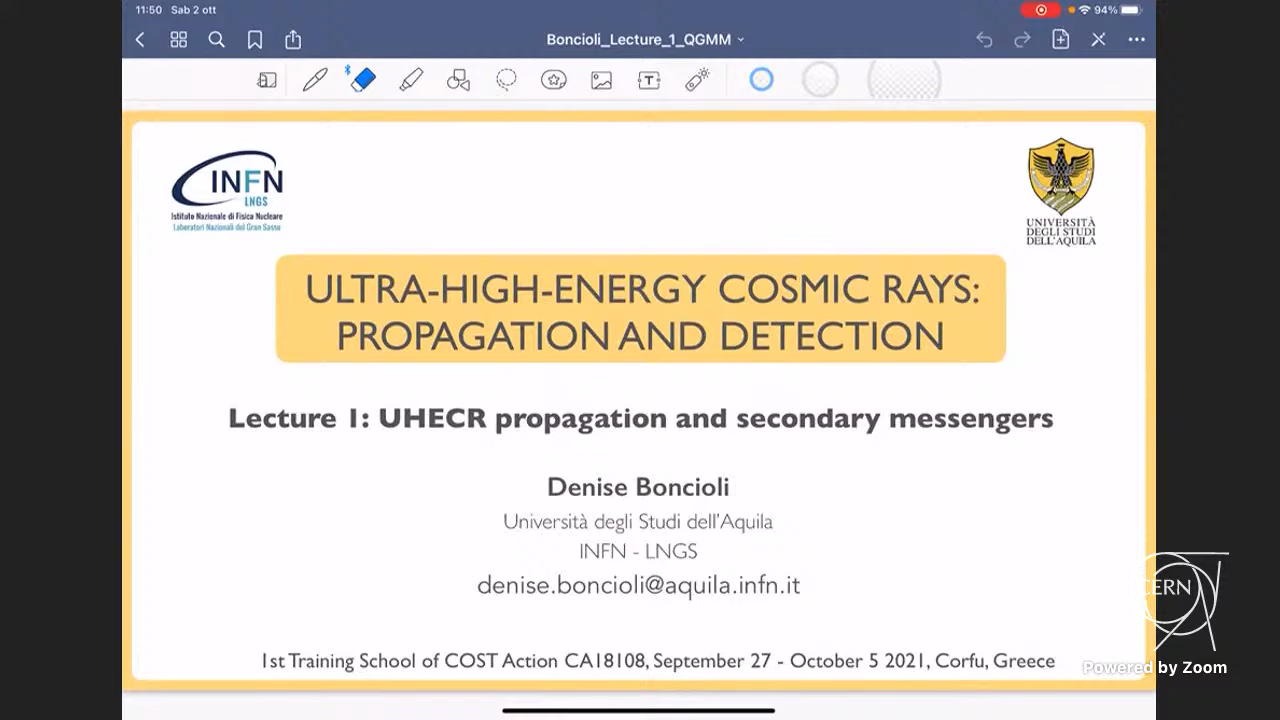 11:50 Sab 2 ott
94%
Boncioli_Lecture_1_QGMM
T
INFN
LNGS
Istituto Nazionale di Fisica Nucleare
Laboratori Nazionali del Gran Sasso
UNIVERSITÀ
DEGLI STUDI
DELL'AQUILA
ULTRA-HIGH-ENERGY COSMIC RAYS:
PROPAGATION AND DETECTION
Lecture 1: UHECR propagation and secondary messengers
Denise Boncioli
Università degli Studi dell'Aquila
INFN - LNGS
denise.boncioli@aquila.infn.it
CERN
1st Training School of COST Action CA18108, September 27 - October 5 2021, Corfu, Greece
Powered by Zoom